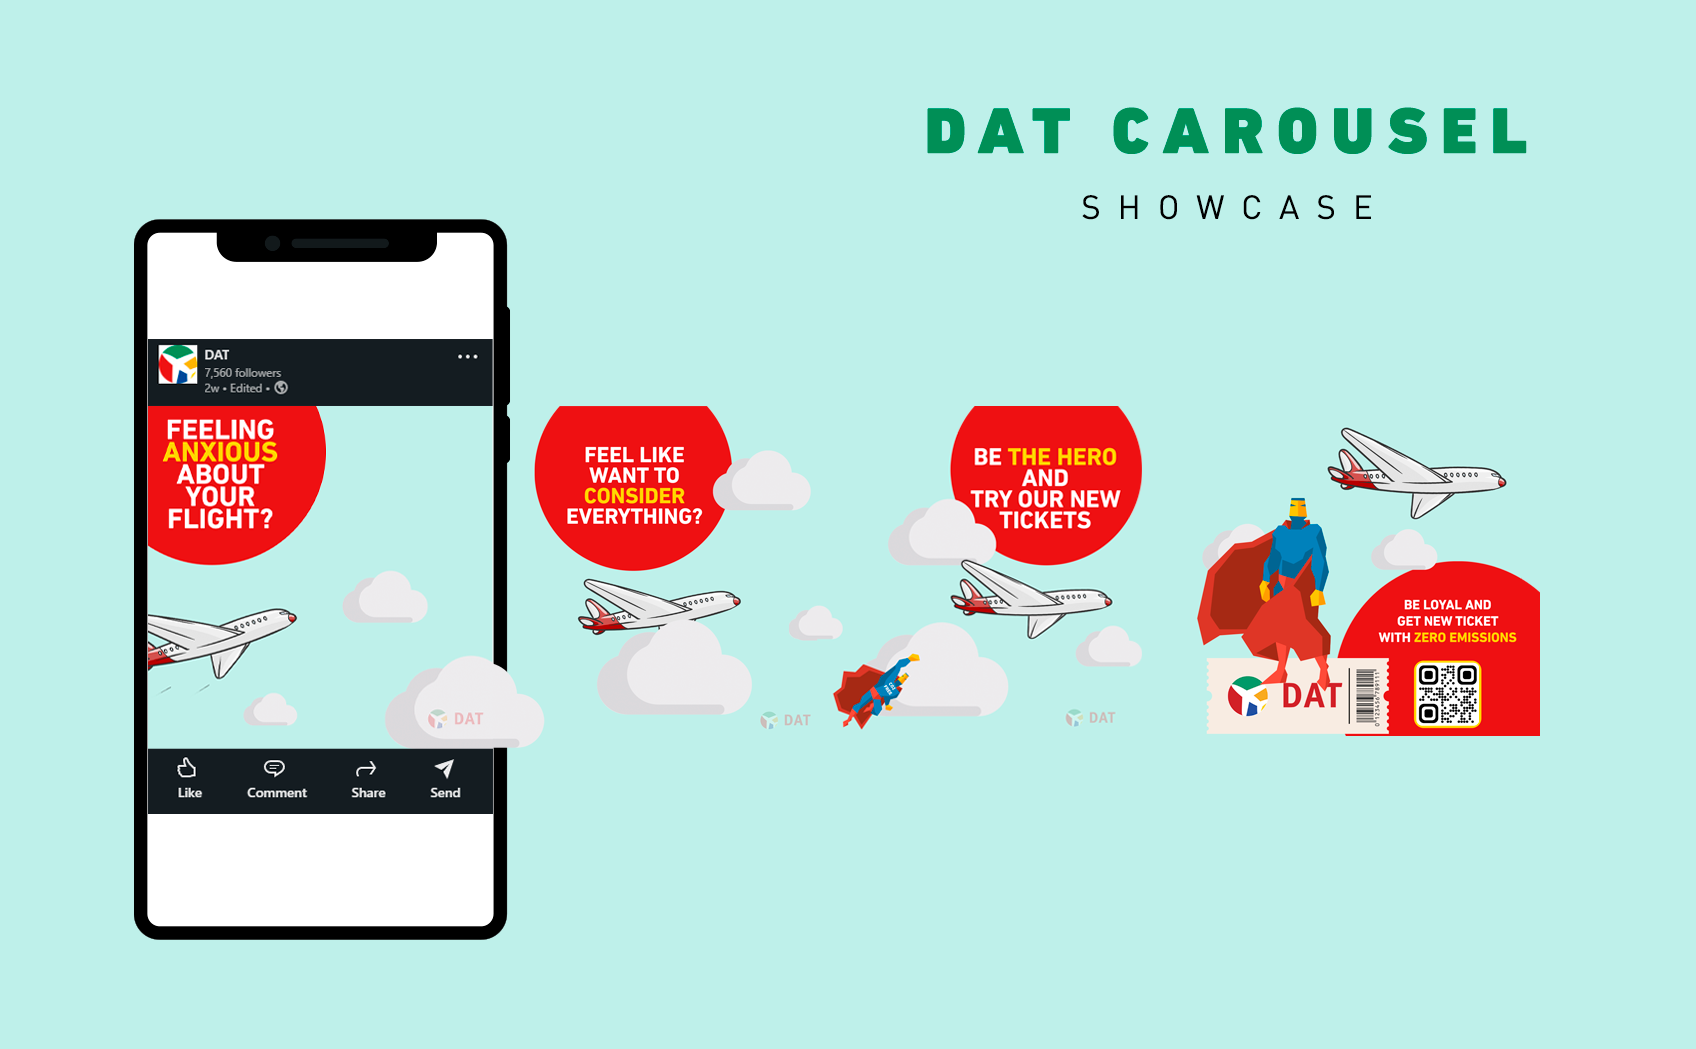 DAT CAROUSEL
SHOWCASE
DAT
7,560 followers
2w • Edited •
FEELING
ANXIOUS
ABOUT
YOUR
FLIGHT?
DAT
Like
Comment
Share
Send
FEEL LIKE
WANT TO
CONSIDER
EVERYTHING?
DAT
BE THE HERO
AND
TRY OUR NEW
TICKETS
CO2
FREE
DAT
BE LOYAL AND
GET NEW TICKET
WITH ZERO EMISSIONS
DAT